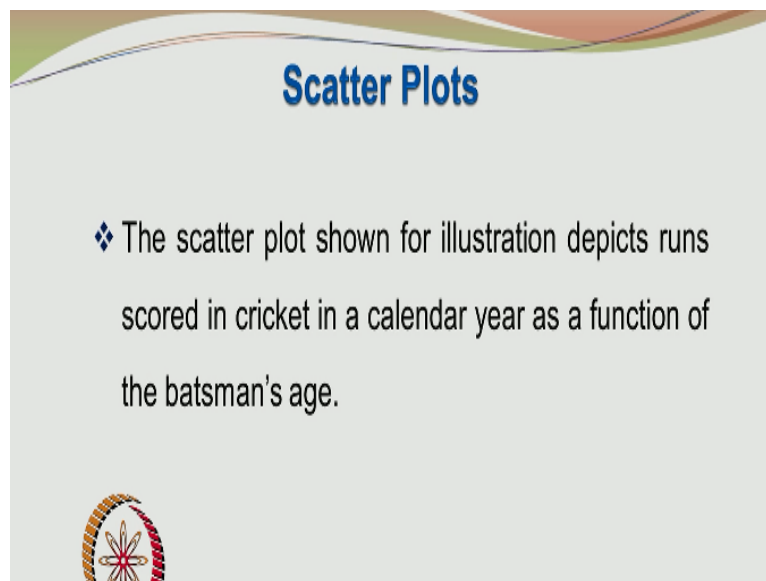 Scatter Plots
❖ The scatter plot shown for illustration depicts runs
scored in cricket in a calendar year as a function of
the batsman's age.